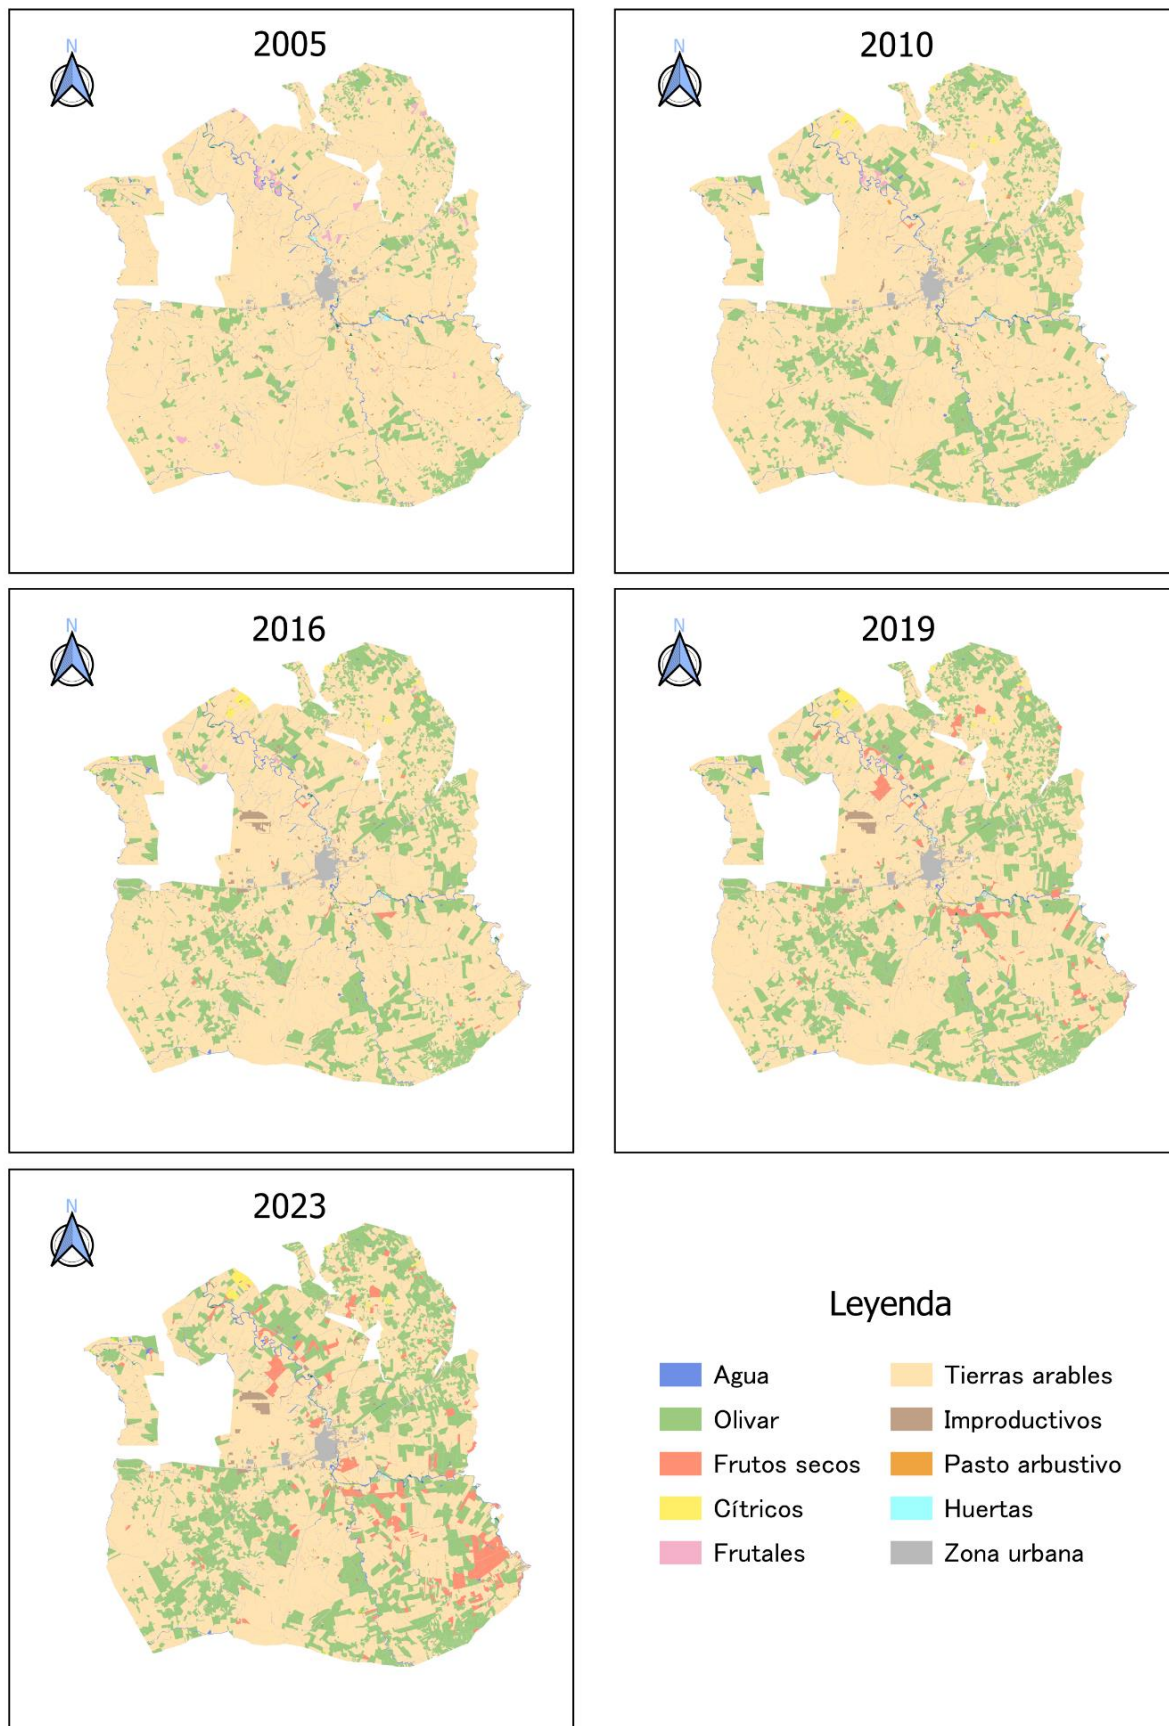 N
2005
N
2010
N
2016
N
2019
N
2023
Leyenda
Agua
Tierras arables
Olivar
Improductivos
Frutos secos
Pasto arbustivo
Cítricos
Huertas
Frutales
Zona urbana